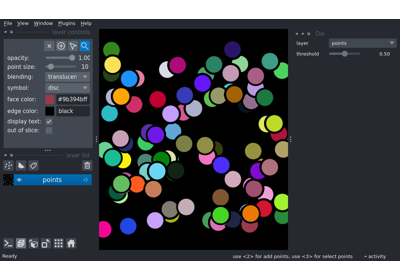 File View Window Plugins Help
layer controls
opacity: 1.00
point size: 10
blending: translucen
symbol: disc
face color: #9b394bff
edge color: black
display text: ✓
out of slice:
layer list
points
Do
layer points
threshold 0.50
Ready
use <2> for add points, use <3> for select points
activity